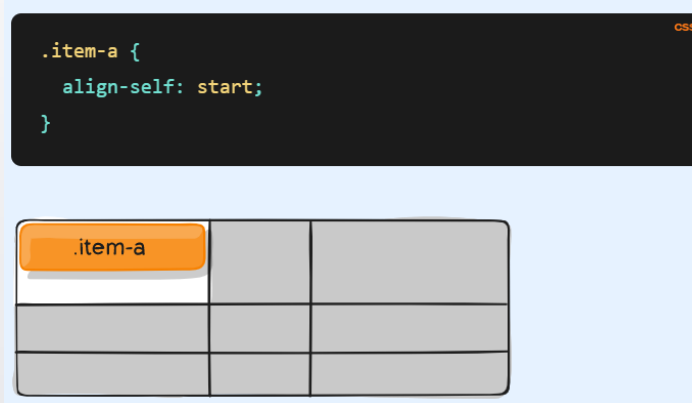 css
.item-a {
  align-self: start;
}
.item-a